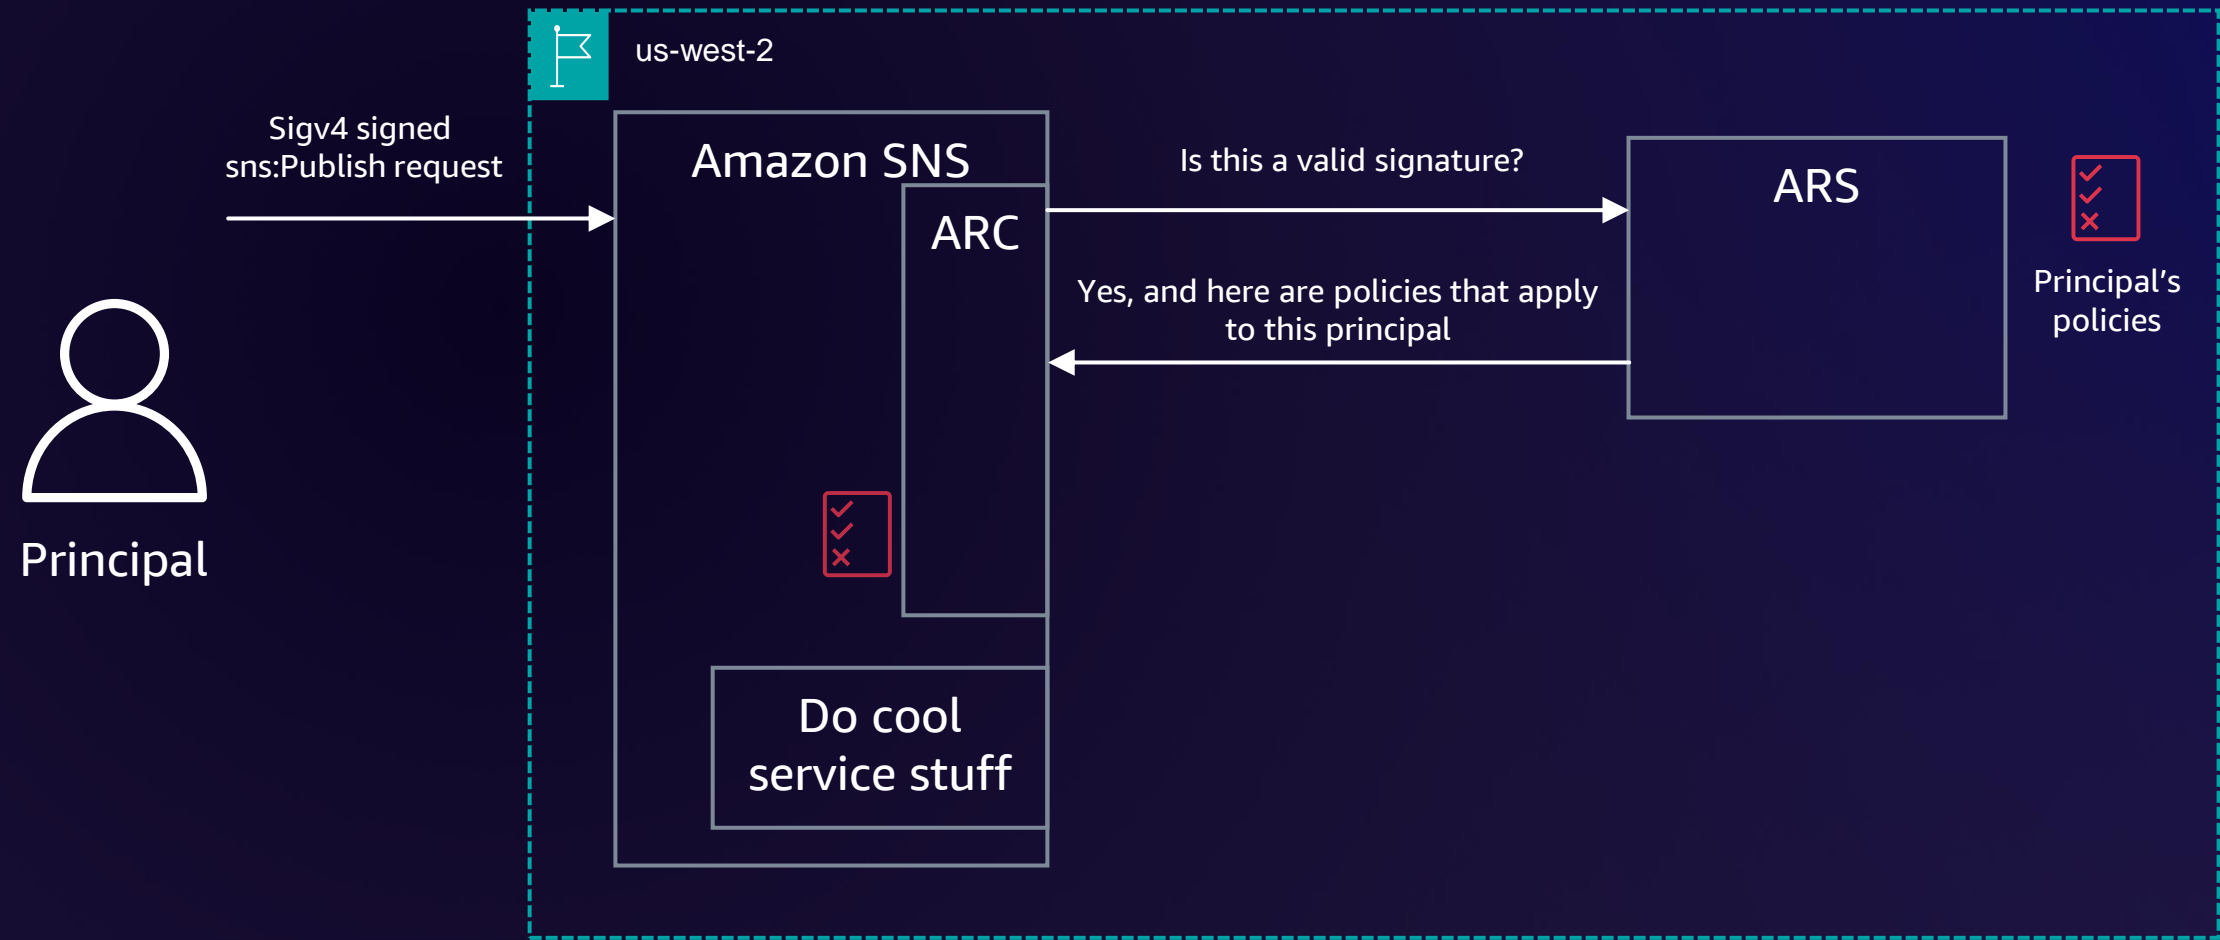 us-west-2
Sigv4 signed
sns:Publish request
Amazon SNS
ARC
Is this a valid signature?
Yes, and here are policies that apply
to this principal
ARS
Principal’s
policies
Principal
Do cool
service stuff